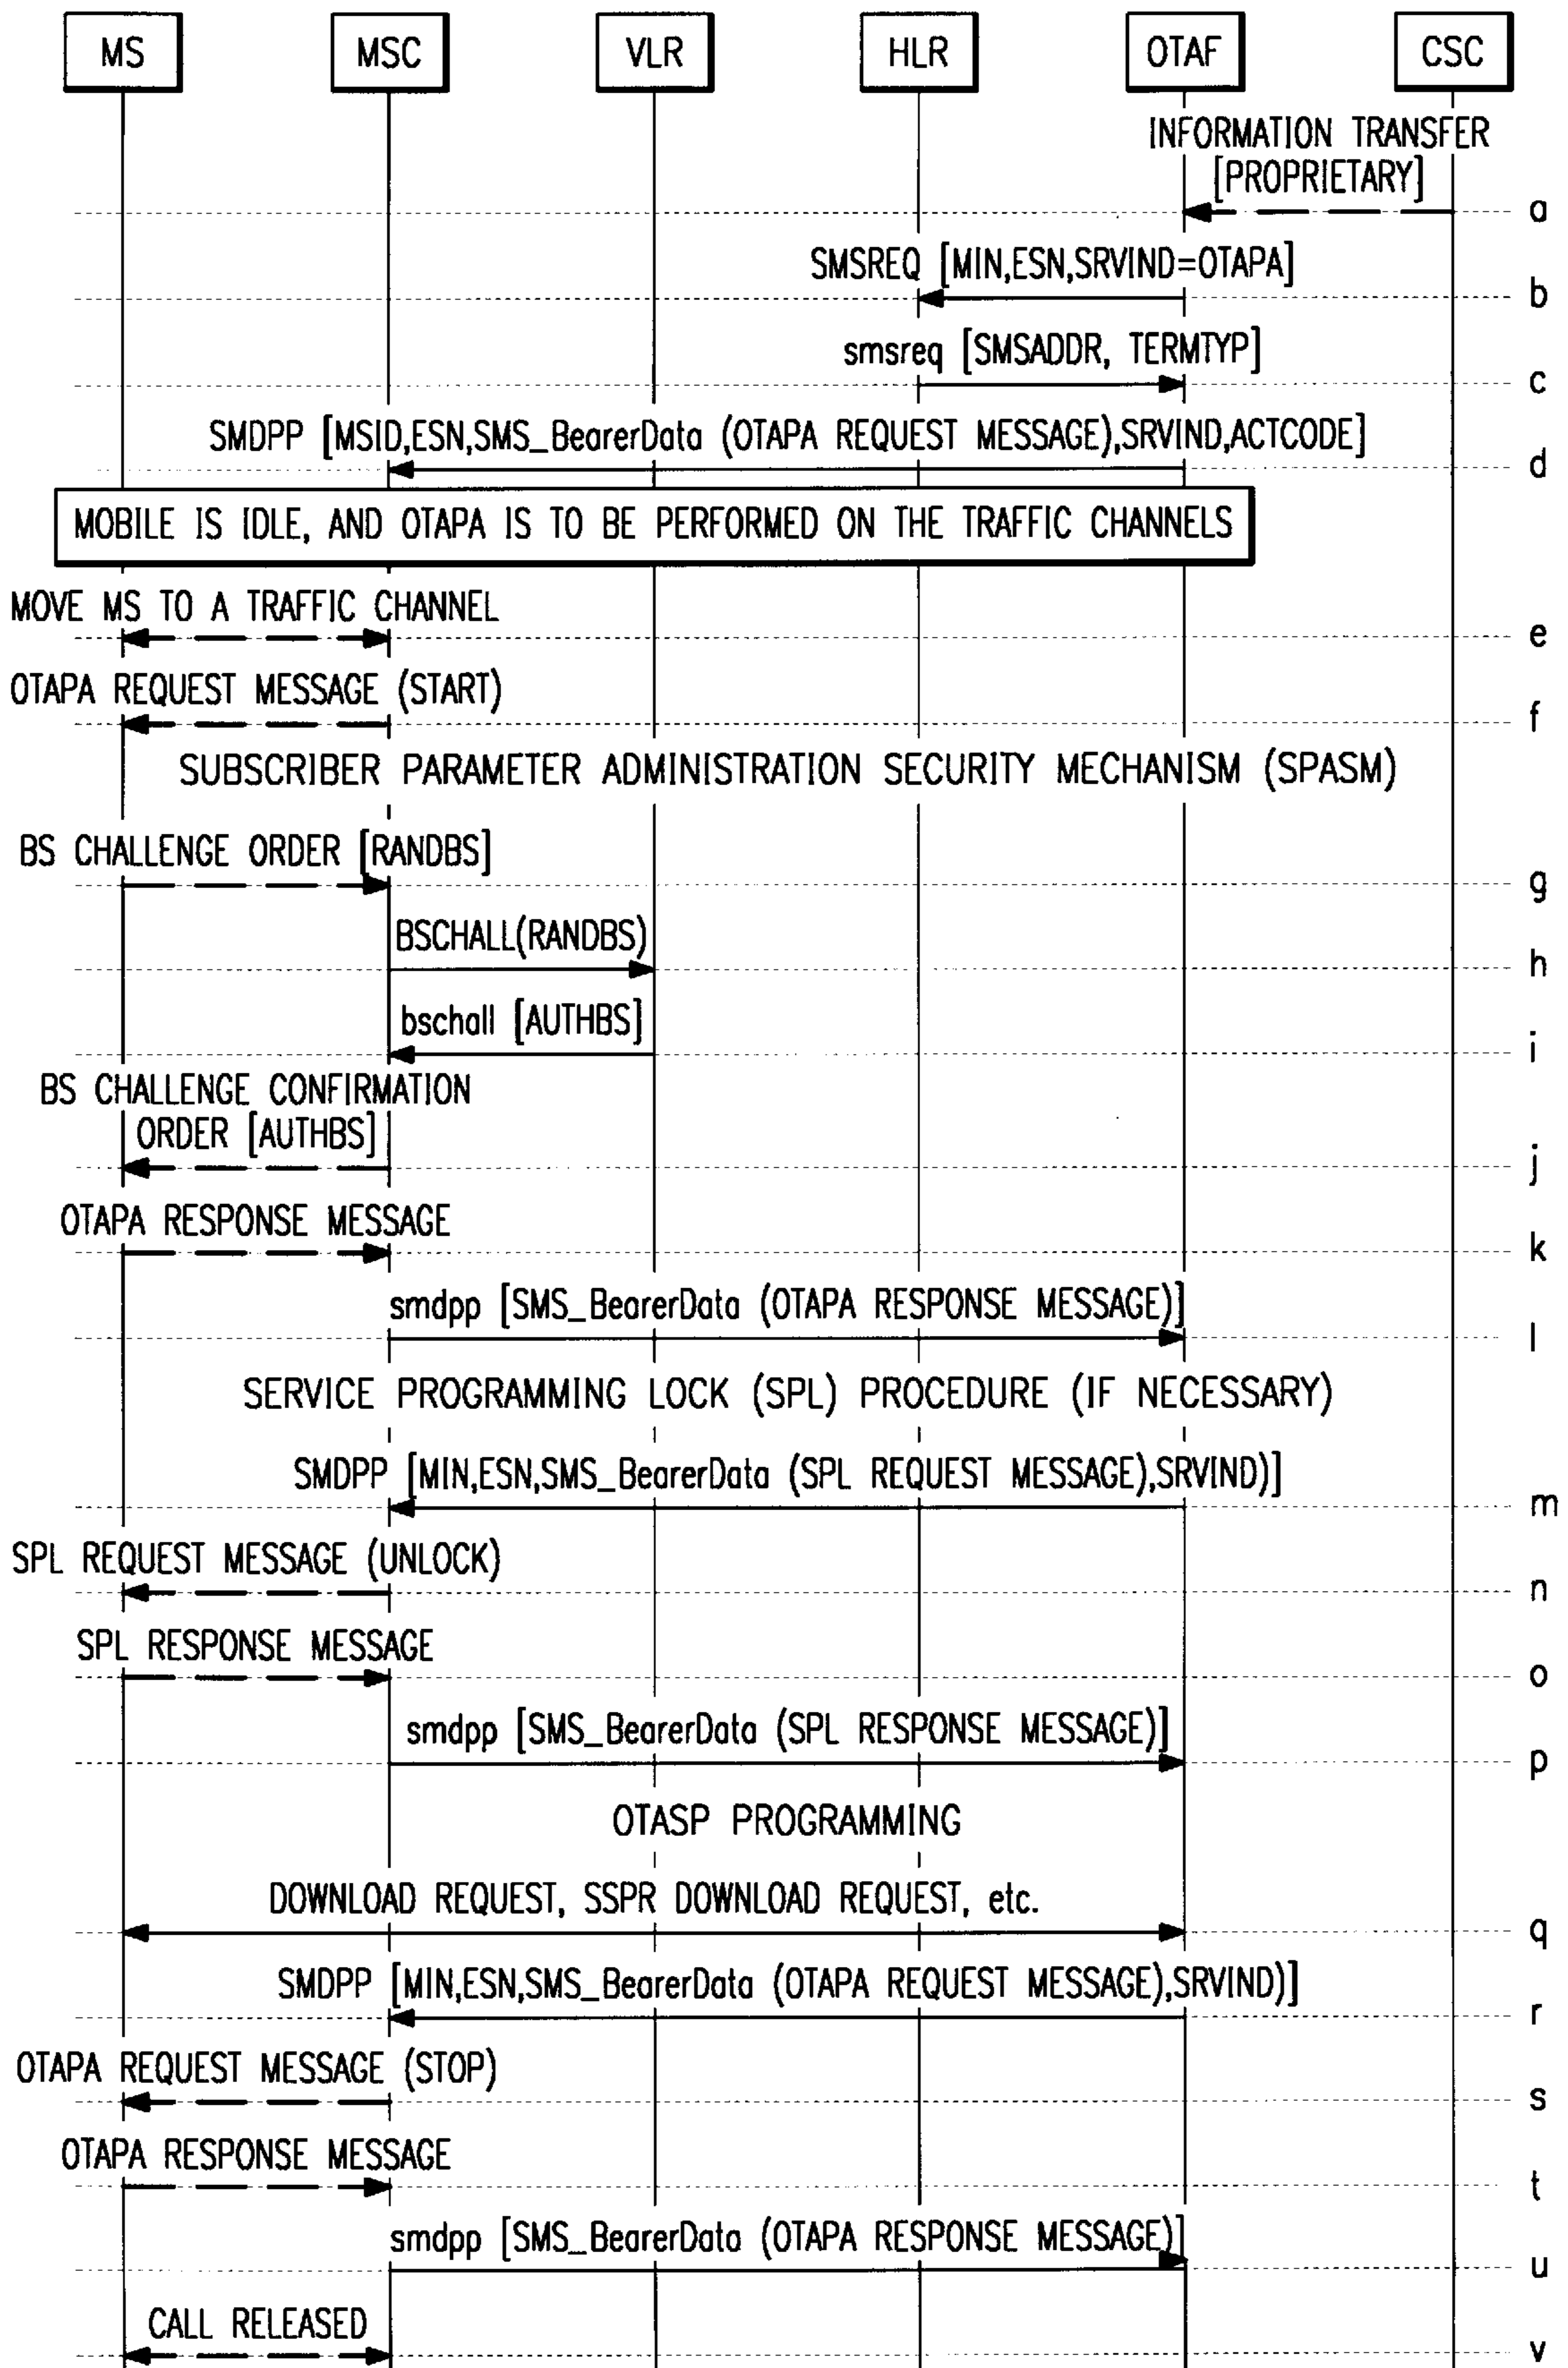 MS MSC VLR HLR OTAF CSC
INFORMATION TRANSFER
[PROPRIETARY]
a
SMSREQ [MIN,ESN,SRVIND=OTAPA]
b
smsreq [SMSADDR, TERMTYP]
c
SMDPP [MSID,ESN,SMS_BearerData (OTAPA REQUEST MESSAGE),SRVIND,ACTCODE]
d
MOBILE IS IDLE, AND OTAPA IS TO BE PERFORMED ON THE TRAFFIC CHANNELS
MOVE MS TO A TRAFFIC CHANNEL
e
OTAPA REQUEST MESSAGE (START)
f
SUBSCRIBER PARAMETER ADMINISTRATION SECURITY MECHANISM (SPASM)
BS CHALLENGE ORDER [RANDBS]
g
BSCHALL(RANDBS)
h
bschall [AUTHBS]
i
BS CHALLENGE CONFIRMATION
ORDER [AUTHBS]
j
OTAPA RESPONSE MESSAGE
k
smdpp [SMS_BearerData (OTAPA RESPONSE MESSAGE)]
l
SERVICE PROGRAMMING LOCK (SPL) PROCEDURE (IF NECESSARY)
SMDPP [MIN,ESN,SMS_BearerData (SPL REQUEST MESSAGE),SRVIND)]
m
SPL REQUEST MESSAGE (UNLOCK)
n
SPL RESPONSE MESSAGE
o
smdpp [SMS_BearerData (SPL RESPONSE MESSAGE)]
p
OTASP PROGRAMMING
DOWNLOAD REQUEST, SSPR DOWNLOAD REQUEST, etc.
q
SMDPP [MIN,ESN,SMS_BearerData (OTAPA REQUEST MESSAGE),SRVIND)]
r
OTAPA REQUEST MESSAGE (STOP)
s
OTAPA RESPONSE MESSAGE
t
smdpp [SMS_BearerData (OTAPA RESPONSE MESSAGE)]
u
CALL RELEASED
v